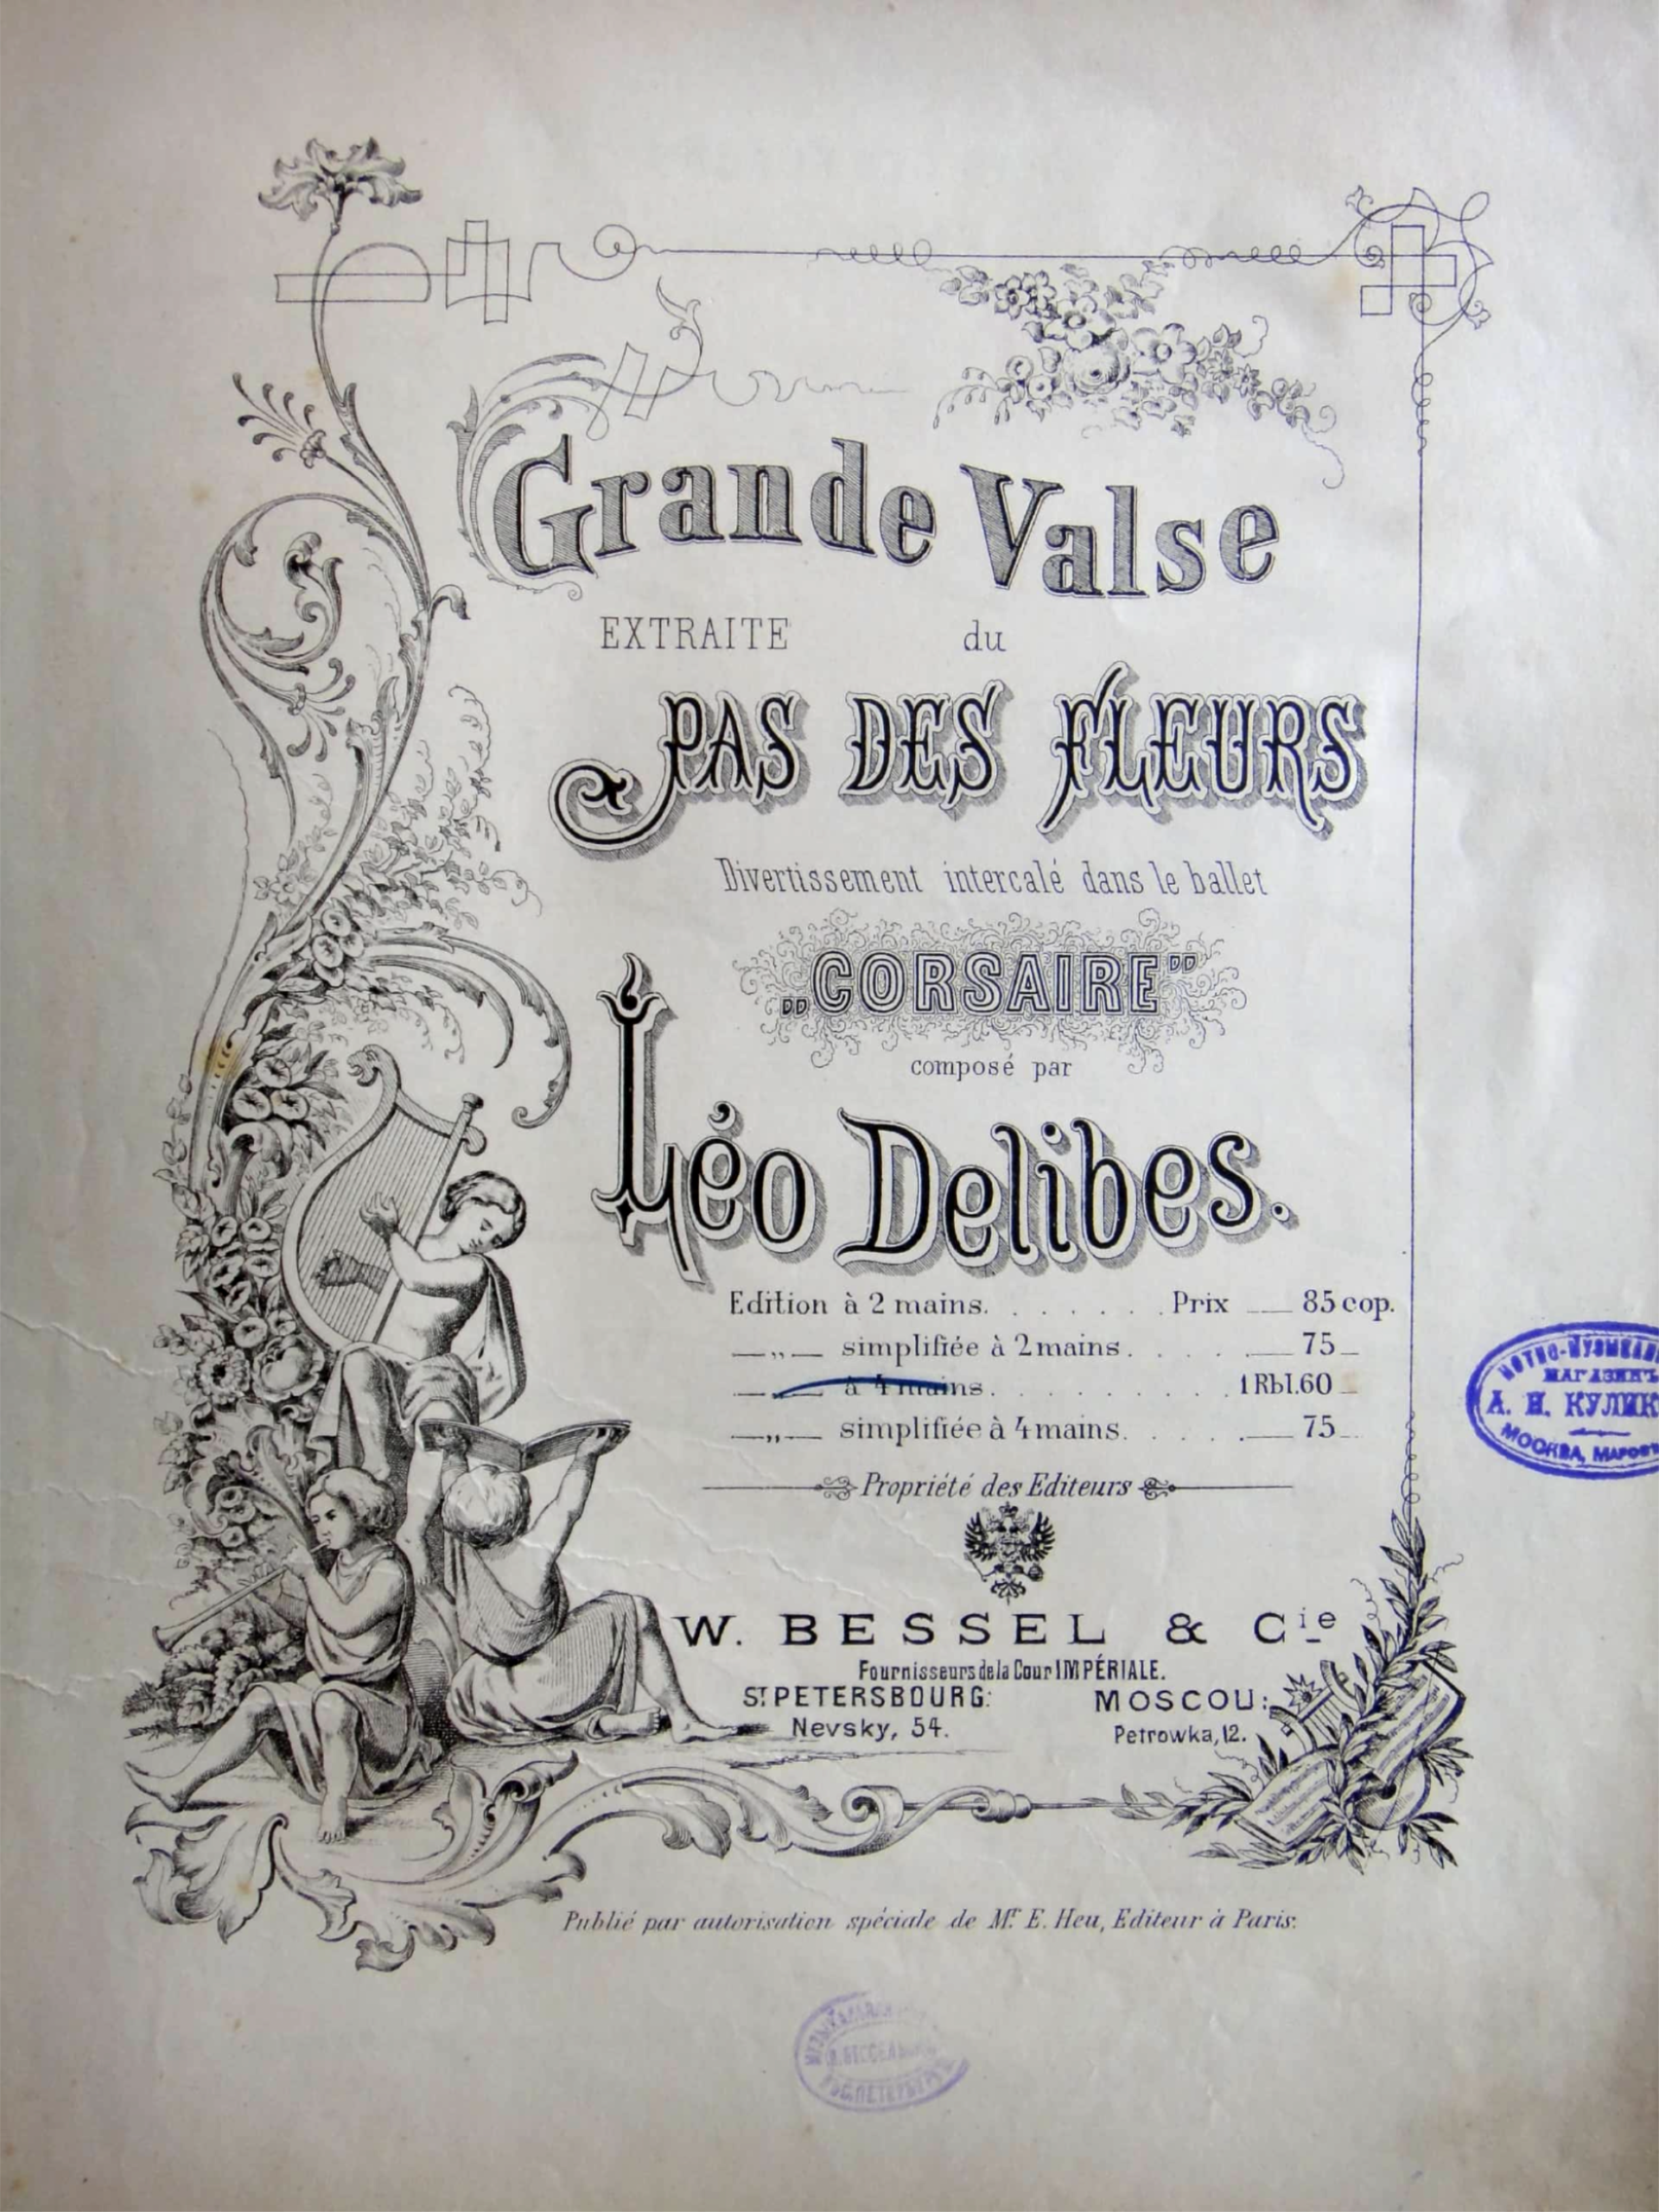 Grande Valse
EXTRAITE du
PAS DES FLEURS
Divertissement intercalé dans le ballet
„CORSAIRE”
composé par
Léo Delibes.
Edition à 2 mains. . . . . . . Prix — 85 cop.
—„— simplifiée à 2 mains. . . . . — 75 —
—„— à 4 mains. . . . . . . . . . 1 Rbl. 60 —
—„— simplifiée à 4 mains. . . . . — 75 —
Propriété des Editeurs
W. BESSEL & Cie
Fournisseurs de la Cour IMPÉRIALE.
ST. PETERSBOURG: MOSCOU:
Nevsky, 54. Petrowka, 12.
Publié par autorisation spéciale de Mr. E. Heu, Editeur à Paris.
МАГАЗИНЪ
А. И.
МОСКВА,